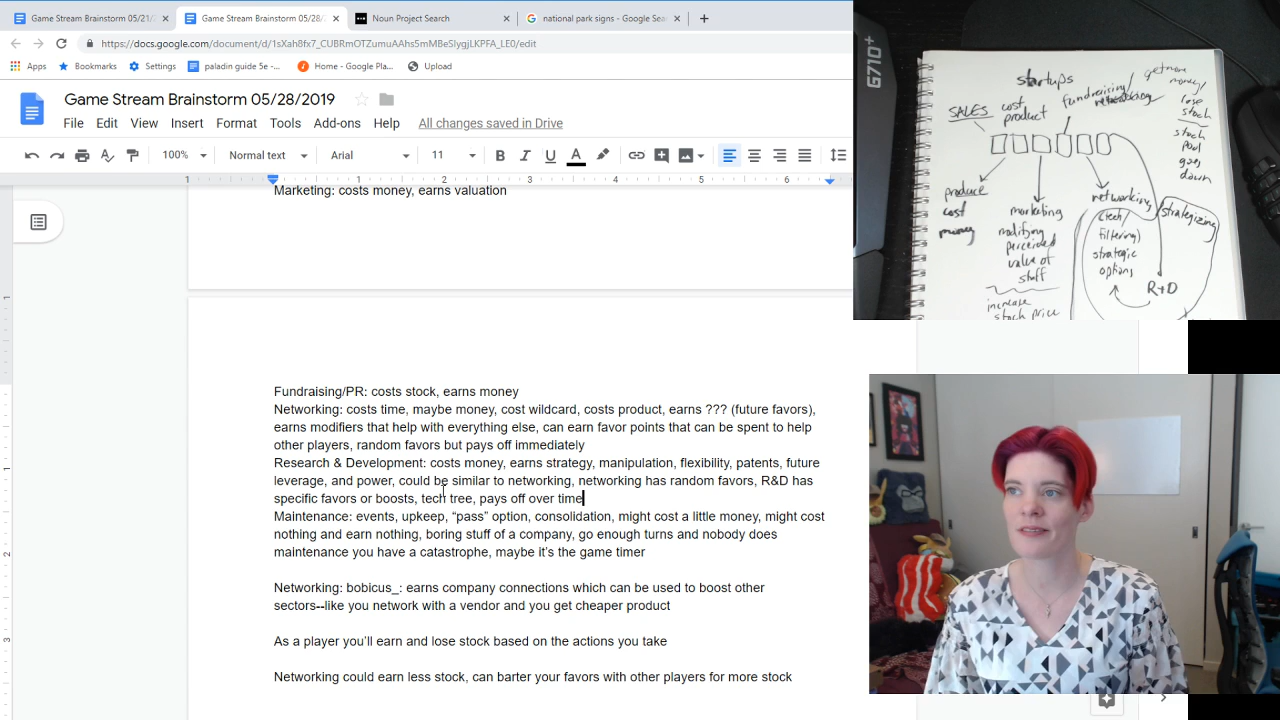 Game Stream Brainstorm 05/21/
Game Stream Brainstorm 05/28/
Noun Project Search
national park signs - Google Sea
https://docs.google.com/document/d/1sXah8fx7_CUBRmOTZumuAAhs5mMBeSlygjLKPFA_LE0/edit
Apps
Bookmarks
Settings
paladin guide 5e -...
Home - Google Pla...
Upload
Game Stream Brainstorm 05/28/2019
File Edit View Insert Format Tools Add-ons Help All changes saved in Drive
100% Normal text Arial 11 B I U A
1 1 2 3 4 5 6
Marketing: costs money, earns valuation
Fundraising/PR: costs stock, earns money
Networking: costs time, maybe money, cost wildcard, costs product, earns ??? (future favors),
earns modifiers that help with everything else, can earn favor points that can be spent to help
other players, random favors but pays off immediately
Research & Development: costs money, earns strategy, manipulation, flexibility, patents, future
leverage, and power, could be similar to networking, networking has random favors, R&D has
specific favors or boosts, tech tree, pays off over time
Maintenance: events, upkeep, “pass” option, consolidation, might cost a little money, might cost
nothing and earn nothing, boring stuff of a company, go enough turns and nobody does
maintenance you have a catastrophe, maybe it’s the game timer
Networking: bobicus_: earns company connections which can be used to boost other
sectors--like you network with a vendor and you get cheaper product
As a player you’ll earn and lose stock based on the actions you take
Networking could earn less stock, can barter your favors with other players for more stock
1
1
2
3
G710+
startups
SALES
cost
product
fundraising/
networking
get more
money/
lose
stock
stock
pool
goes
down
produce
cost
money
marketing
modifying
perceived
value of
stuff
increase
stock price
networking
(tech/
filtering)
strategic
options
strategizing
R+D